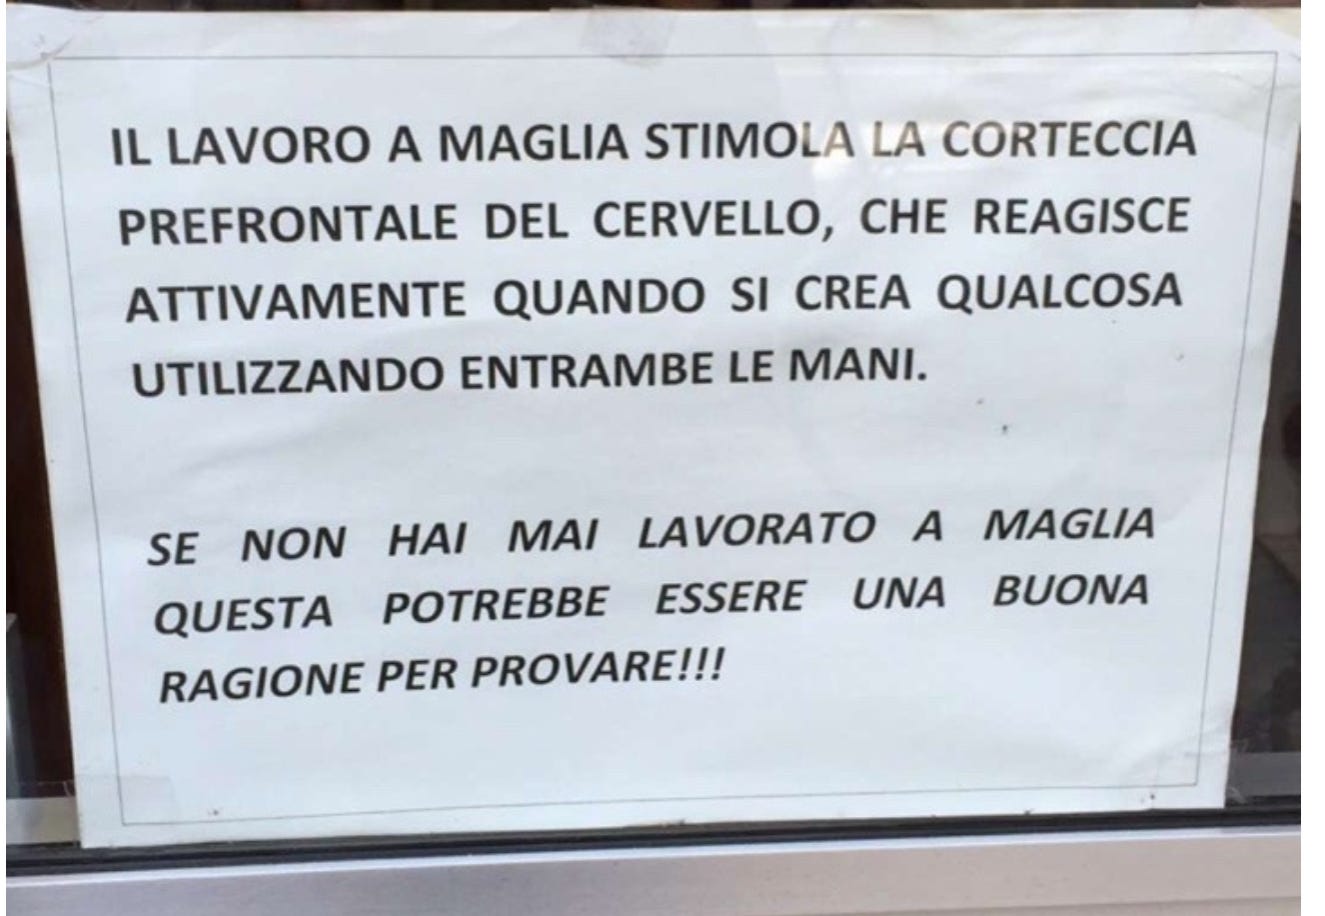 IL LAVORO A MAGLIA STIMOLA LA CORTECCIA
PREFRONTALE DEL CERVELLO, CHE REAGISCE
ATTIVAMENTE QUANDO SI CREA QUALCOSA
UTILIZZANDO ENTRAMBE LE MANI.
SE NON HAI MAI LAVORATO A MAGLIA
QUESTA POTREBBE ESSERE UNA BUONA
RAGIONE PER PROVARE!!!